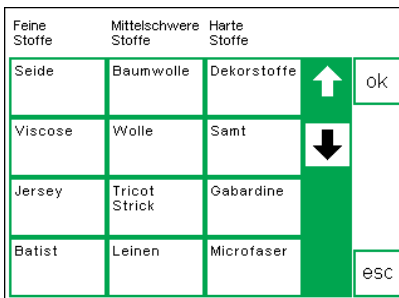 Feine Mittelschwere Harte
Stoffe Stoffe Stoffe
Seide Baumwolle Dekorstoffe
ok
Viscose Wolle Samt
Jersey Tricot Gabardine
Strick
Batist Leinen Microfaser
esc